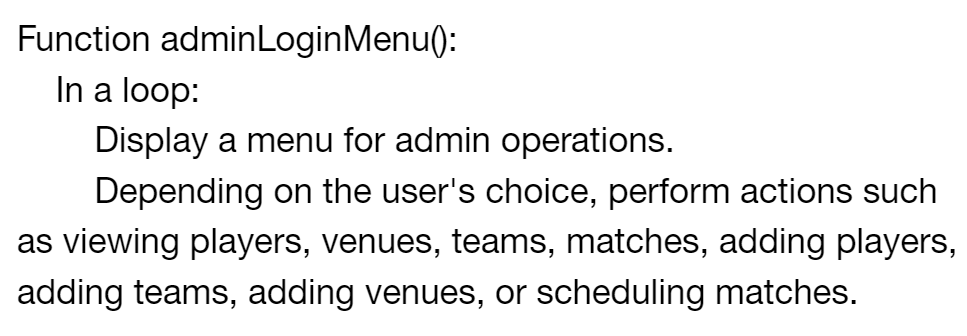 Function adminLoginMenu():
In a loop:
Display a menu for admin operations.
Depending on the user's choice, perform actions such
as viewing players, venues, teams, matches, adding players,
adding teams, adding venues, or scheduling matches.